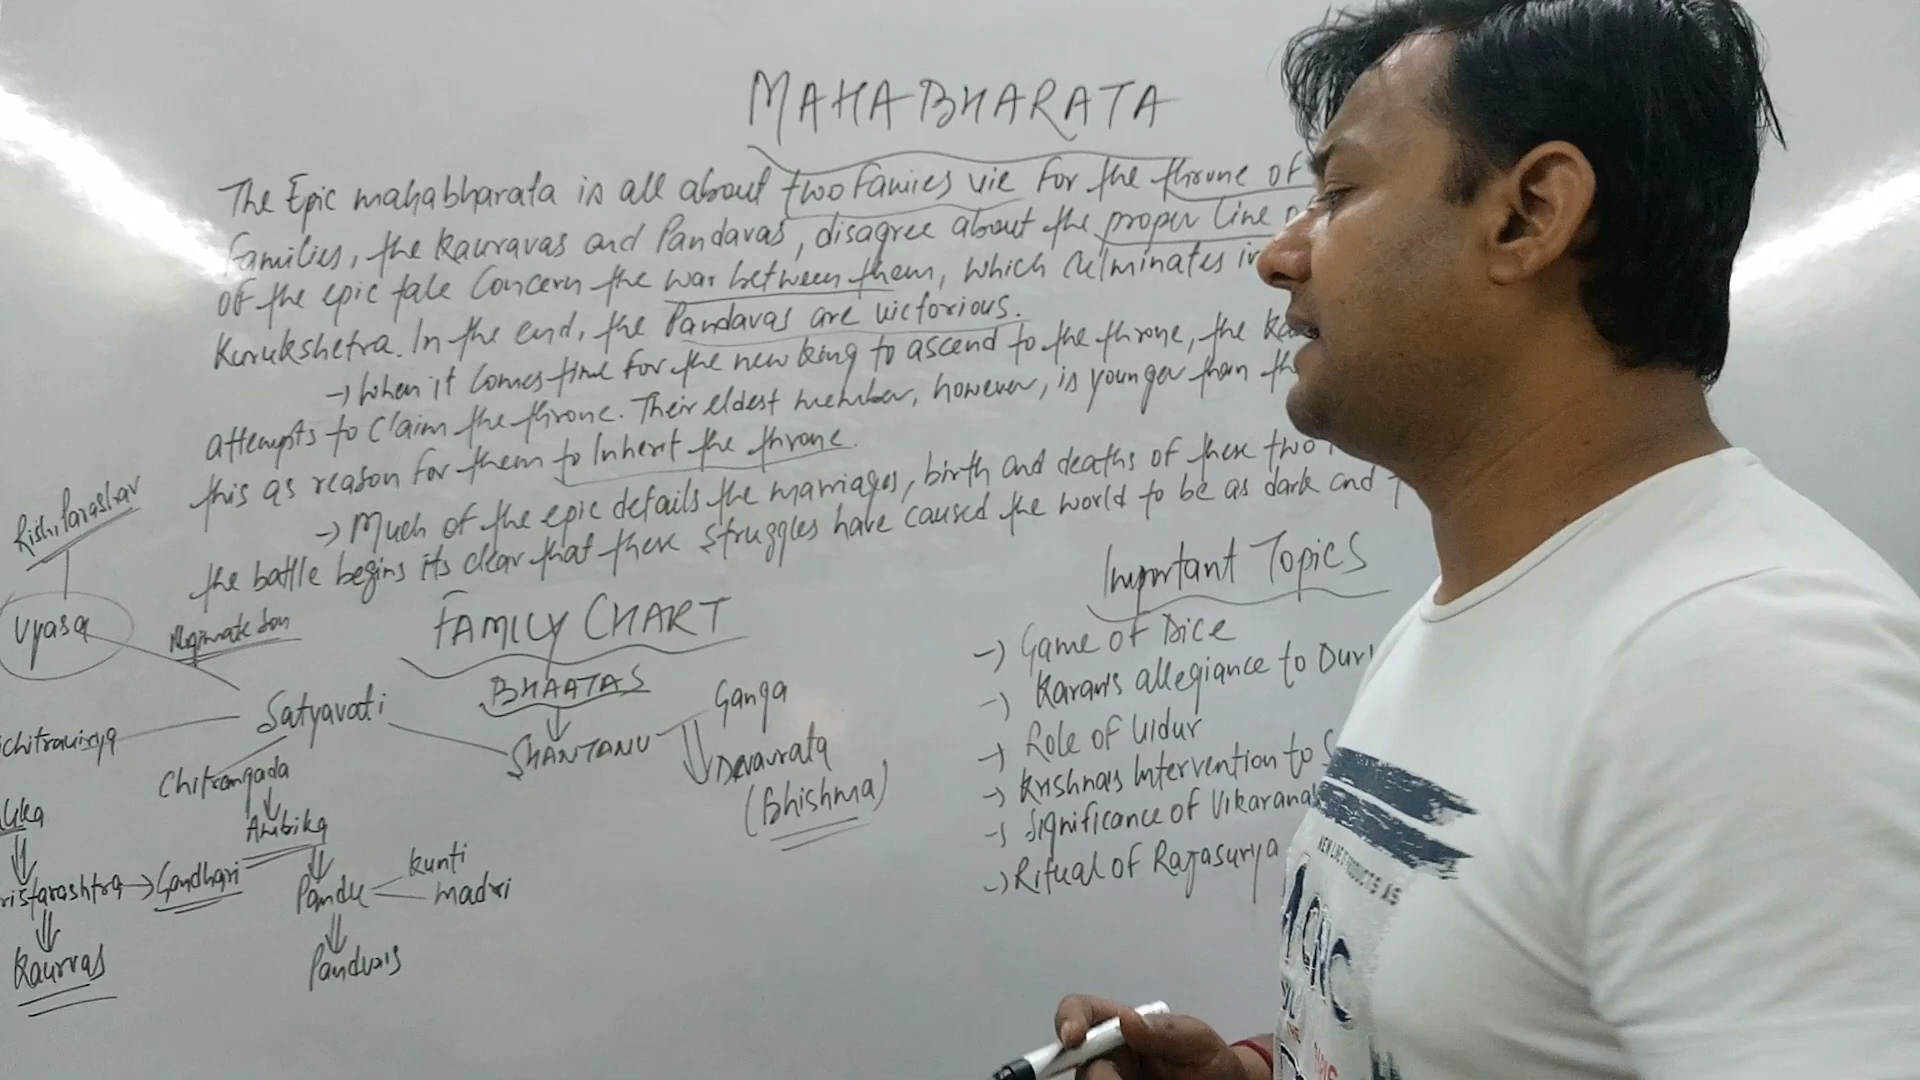 MAHABHARATA
The Epic mahabharata is all about two famies vie for the throne of
families, the Kauravas and Pandavas, disagree about the proper line
of the epic tale concern the war between them, which culminates in
Kurukshetra. In the end, the Pandavas are victorious.
→ When it comes time for the new king to ascend to the throne, the
attempts to claim the throne. Their eldest member, however, is younger than
this as reason for them to Inherit the throne.
→ Much of the epic details the marriages, birth and deaths of these two
the battle begins its clear that these struggles have caused the world to be as dark and
Rishi Parashar
Vyasa
FAMILY CHART
BHAATAS
Satyavati
SHANTANU
Ganga
Devavrata
(Bhishma)
Chitrangada
Ambika
Gandhari
Pandu
Kunti
madri
Kaurvas
Important Topics
→ Game of Dice
→ Karan's allegiance to
→ Role of Vidur
→ Krishna's Intervention to
→ Significance of Vikarana
→ Ritual of Rajasurya